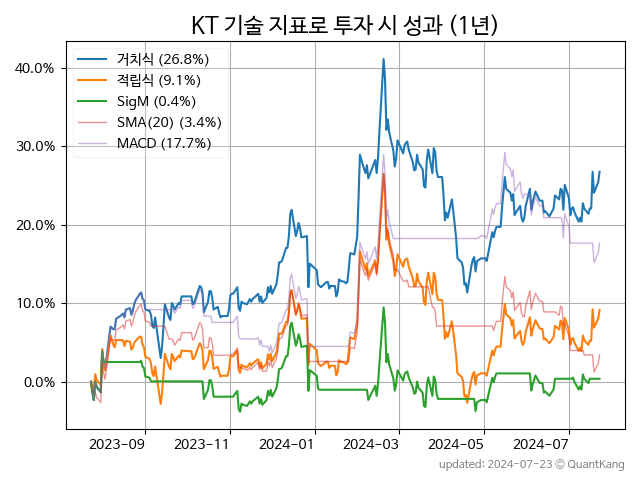 KT 기술 지표로 투자 시 성과 (1년)
거치식 (26.8%)
적립식 (9.1%)
SigM (0.4%)
SMA(20) (3.4%)
MACD (17.7%)
40.0%
30.0%
20.0%
10.0%
0.0%
2023-09 2023-11 2024-01 2024-03 2024-05 2024-07
updated: 2024-07-23 © QuantKang